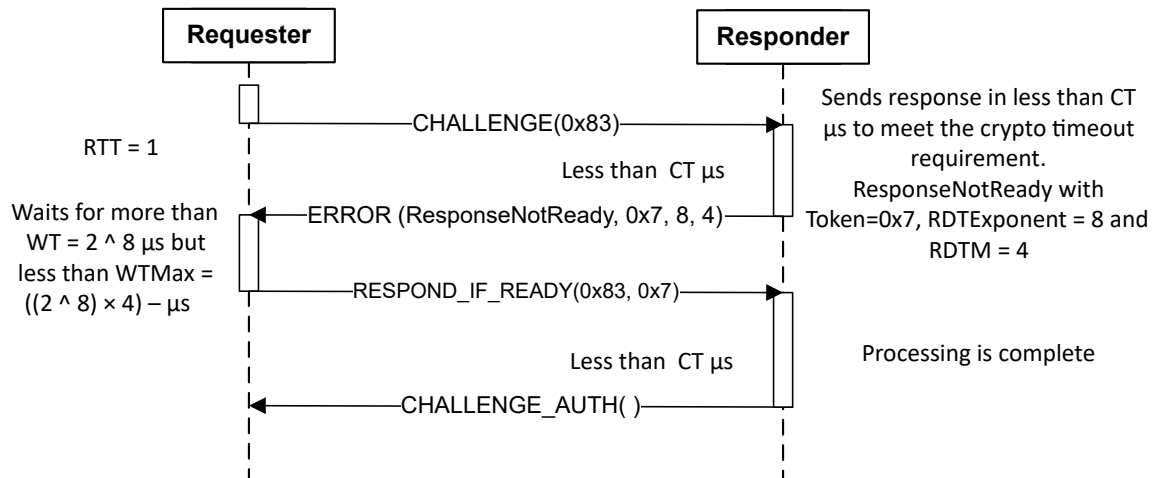 Requester
Responder
CHALLENGE(0x83)
RTT = 1
Less than  CT µs
Sends response in less than CT
µs to meet the crypto timeout
requirement.
ResponseNotReady with
Token=0x7, RDTExponent = 8 and
RDTM = 4
Waits for more than
WT = 2 ^ 8 µs but
less than WTMax =
((2 ^ 8) × 4) – µs
ERROR (ResponseNotReady, 0x7, 8, 4)
RESPOND_IF_READY(0x83, 0x7)
Less than  CT µs
Processing is complete
CHALLENGE_AUTH( )